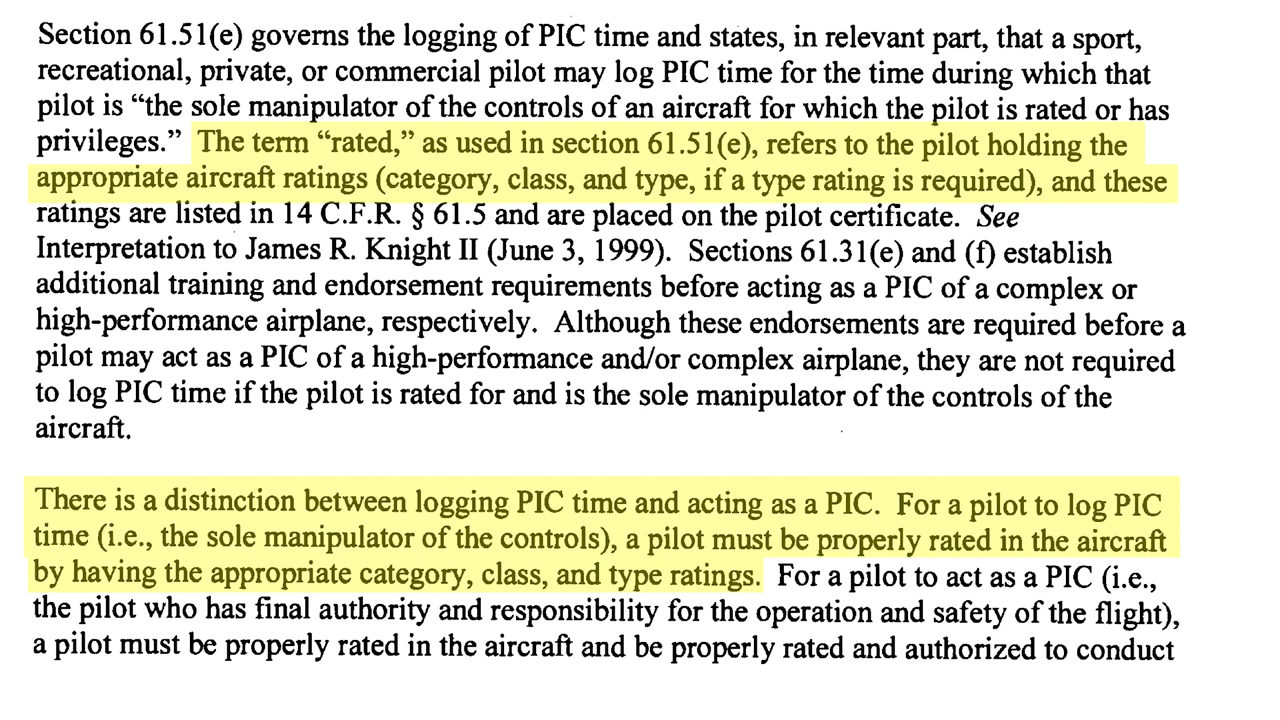 Section 61.51(e) governs the logging of PIC time and states, in relevant part, that a sport,
recreational, private, or commercial pilot may log PIC time for the time during which that
pilot is “the sole manipulator of the controls of an aircraft for which the pilot is rated or has
privileges.” The term “rated,” as used in section 61.51(e), refers to the pilot holding the
appropriate aircraft ratings (category, class, and type, if a type rating is required), and these
ratings are listed in 14 C.F.R. § 61.5 and are placed on the pilot certificate. See
Interpretation to James R. Knight II (June 3, 1999). Sections 61.31(e) and (f) establish
additional training and endorsement requirements before acting as a PIC of a complex or
high-performance airplane, respectively. Although these endorsements are required before a
pilot may act as a PIC of a high-performance and/or complex airplane, they are not required
to log PIC time if the pilot is rated for and is the sole manipulator of the controls of the
aircraft.
There is a distinction between logging PIC time and acting as a PIC. For a pilot to log PIC
time (i.e., the sole manipulator of the controls), a pilot must be properly rated in the aircraft
by having the appropriate category, class, and type ratings. For a pilot to act as a PIC (i.e.,
the pilot who has final authority and responsibility for the operation and safety of the flight),
a pilot must be properly rated in the aircraft and be properly rated and authorized to conduct